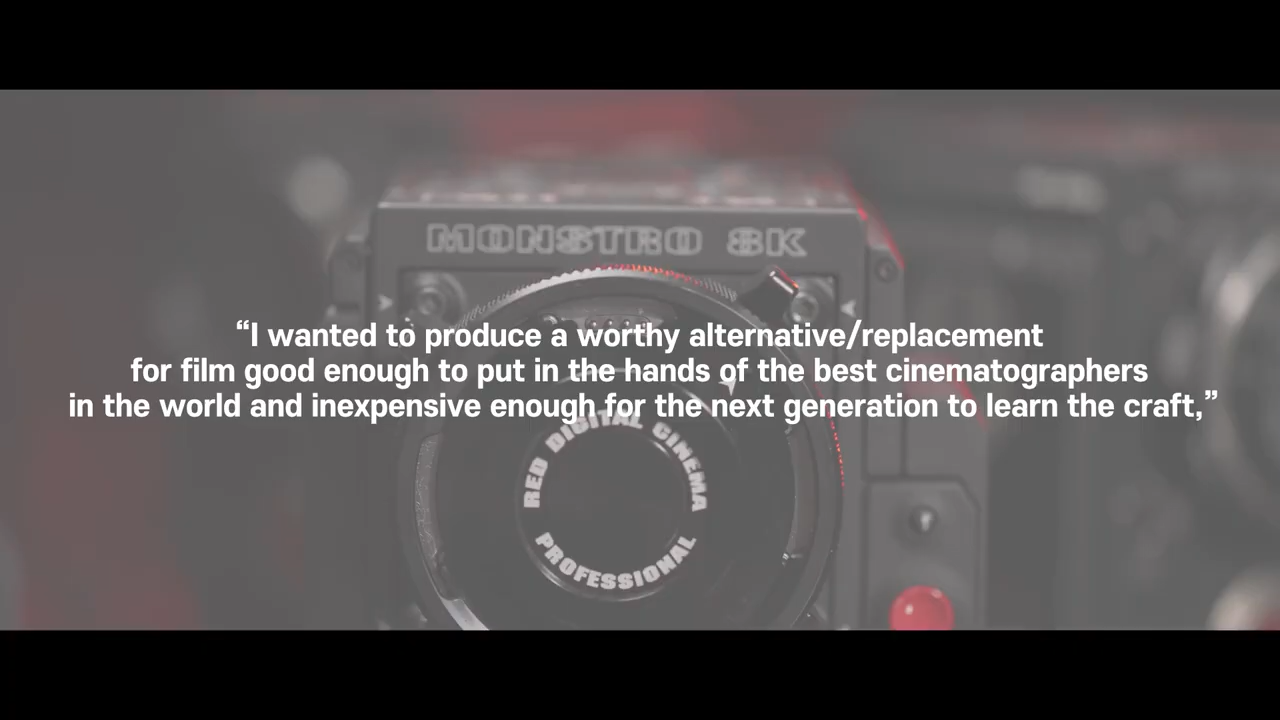 MONSTRO 8K
“I wanted to produce a worthy alternative/replacement
for film good enough to put in the hands of the best cinematographers
in the world and inexpensive enough for the next generation to learn the craft,”
RED DIGITAL CINEMA
PROFESSIONAL